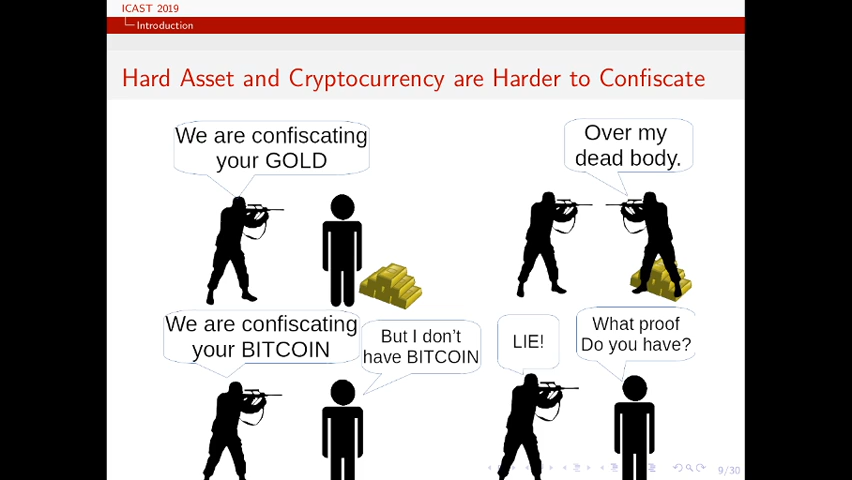 ICAST 2019
Introduction
Hard Asset and Cryptocurrency are Harder to Confiscate
We are confiscating
your GOLD
Over my
dead body.
We are confiscating
your BITCOIN
But I don't
have BITCOIN
LIE!
What proof
Do you have?
9/30